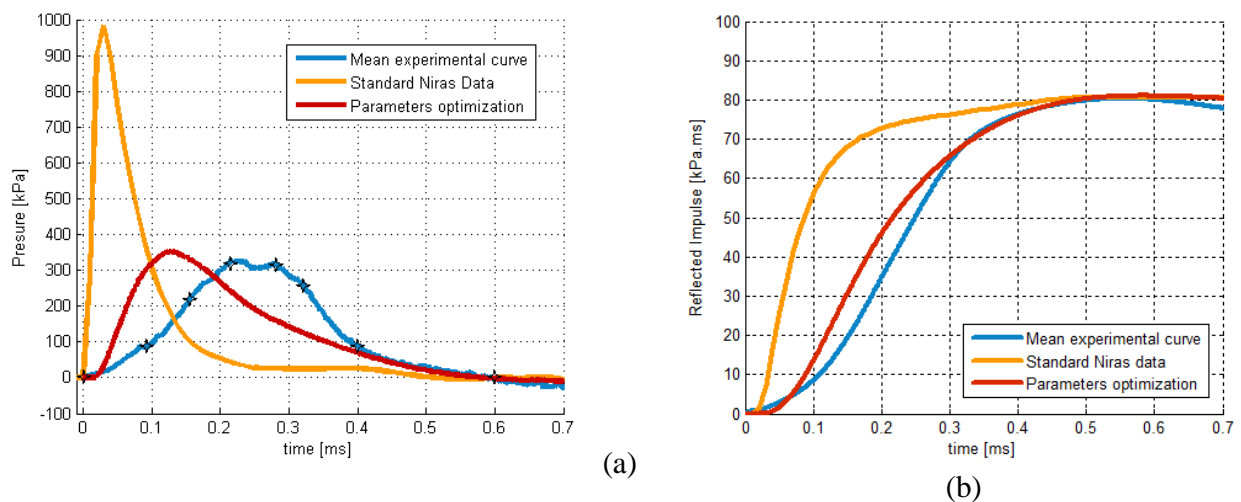 1000
900
800
700
600
500
400
300
200
100
0
-100
Presure [kPa]
Mean experimental curve
Standard Niras Data
Parameters optimization
0 0.1 0.2 0.3 0.4 0.5 0.6 0.7
time [ms]
(a)
100
90
80
70
60
50
40
30
20
10
0
Reflected Impulse [kPa.ms]
Mean experimental curve
Standard Niras data
Parameters optimization
0 0.1 0.2 0.3 0.4 0.5 0.6 0.7
time [ms]
(b)